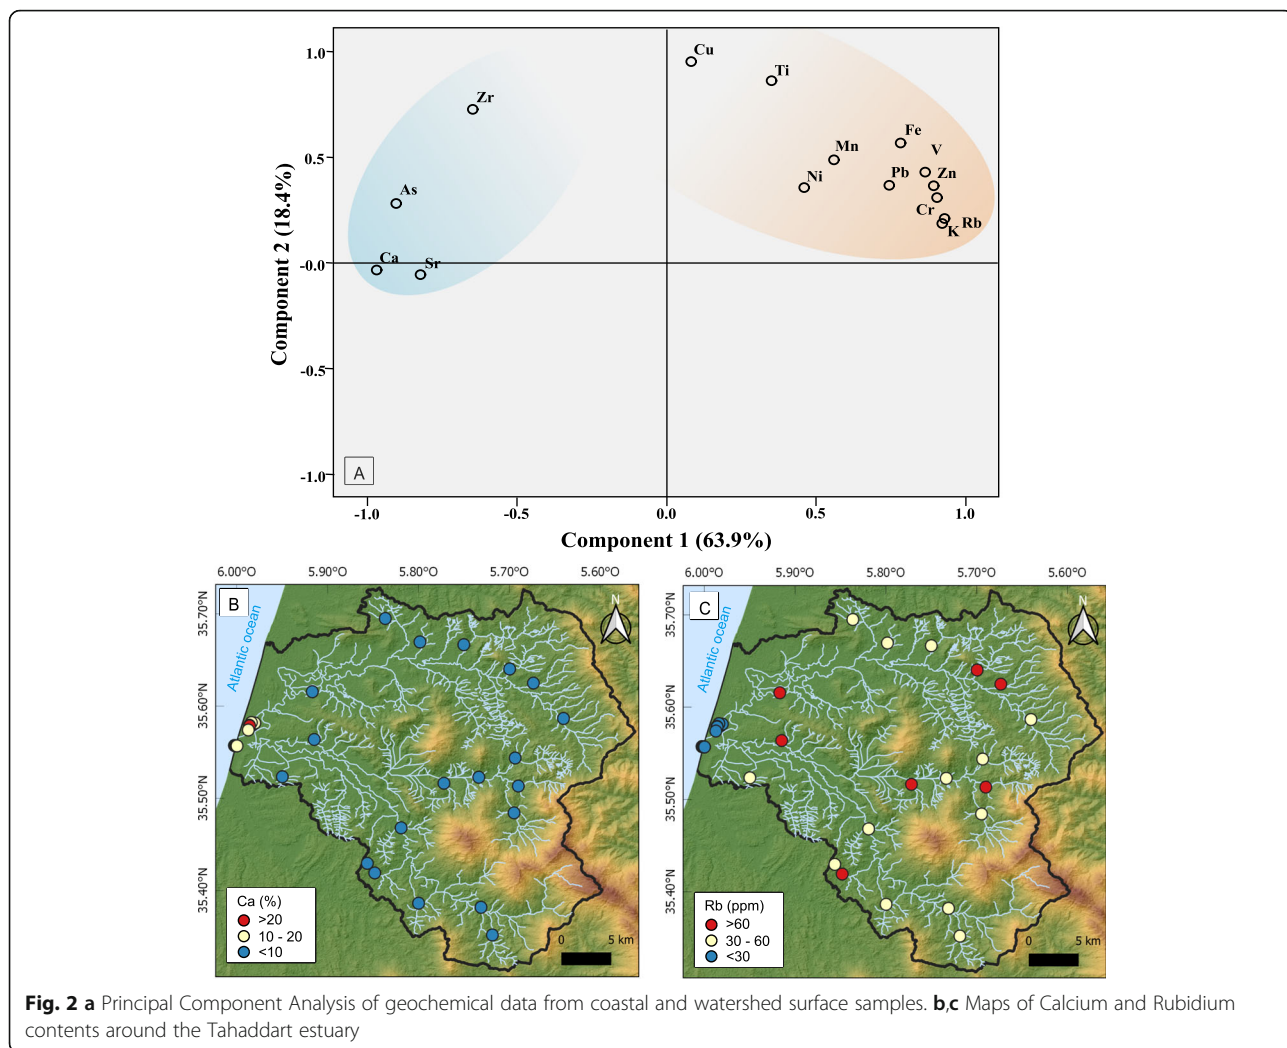 1.0
0.5
-0.0
-0.5
-1.0
Component 2 (18.4%)
Cu
Ti
Zr
Fe
V
Mn
Pb
Zn
Ni
As
Cr
Rb
K
Ca
Sr
A
-1.0
-0.5
0.0
0.5
1.0
Component 1 (63.9%)
6.00°O
5.90°O
5.80°O
5.70°O
5.60°O
35.70°N
35.60°N
35.50°N
35.40°N
B
Atlantic ocean
N
Ca (%)
>20
10 - 20
<10
0
5 km
6.00°O
5.90°O
5.80°O
5.70°O
5.60°O
35.70°N
35.60°N
35.50°N
35.40°N
C
Atlantic ocean
N
Rb (ppm)
>60
30 - 60
<30
0
5 km
Fig. 2 a Principal Component Analysis of geochemical data from coastal and watershed surface samples. b,c Maps of Calcium and Rubidium
contents around the Tahaddart estuary